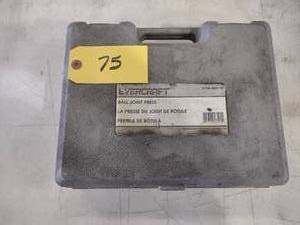 75
EVERCRAFT
BALL JOINT PRESS
LA PRESSE DU JOINT DE ROTULE
PRENSA DE RÓTULA